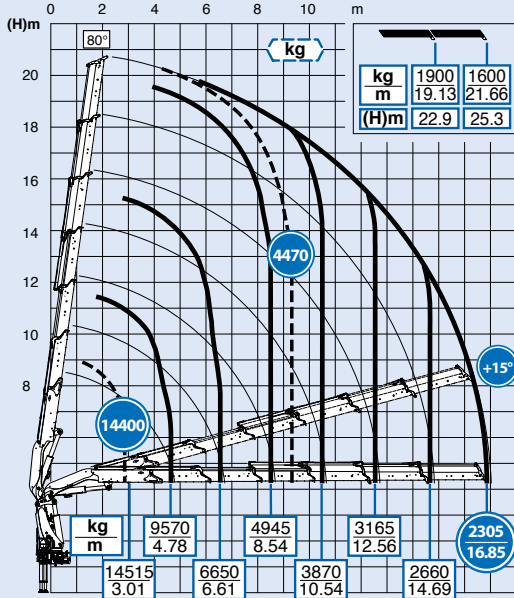 0 2 4 6 8 10 m
(H)m
80°
kg
20
18
16
14
12
10
8
kg 1900 1600
m 19.13 21.66
(H)m 22.9 25.3
4470
+15°
14400
kg 9570 4945 3165 2305
m 4.78 8.54 12.56 16.85
14515 6650 3870 2660
3.01 6.61 10.54 14.69